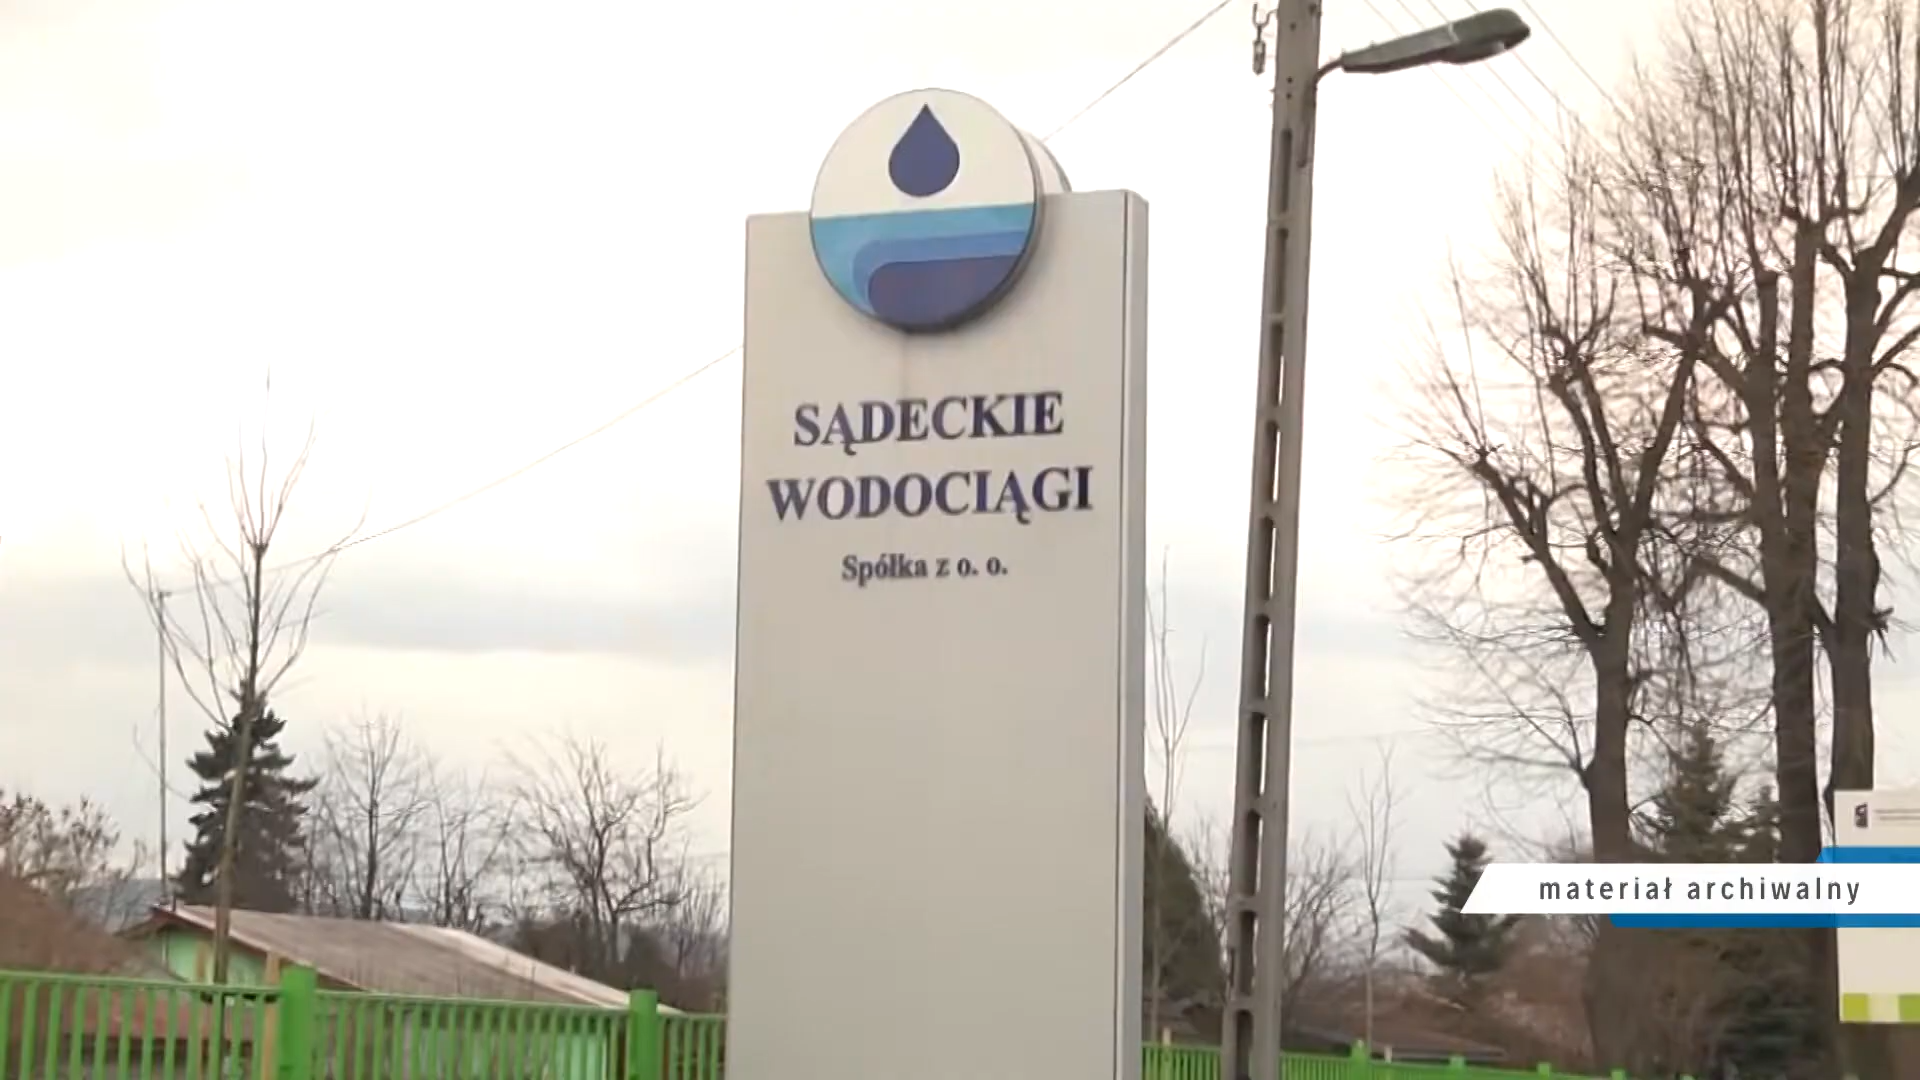 SĄDECKIE
WODOCIĄGI
Spółka z o. o.
materiał archiwalny